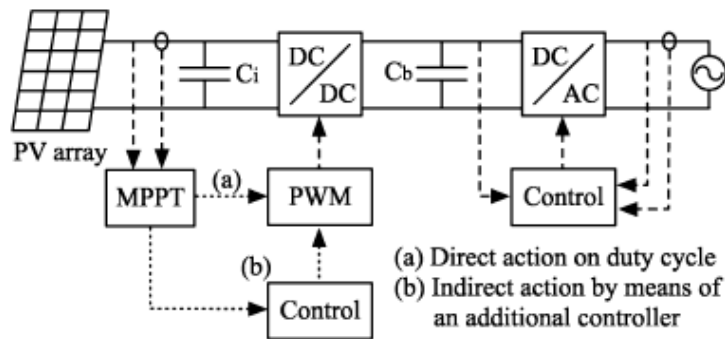 DC
DC
DC
AC
Ci
Cb
PV array
(a)
MPPT
PWM
Control
(b)
Control
(a) Direct action on duty cycle
(b) Indirect action by means of
an additional controller